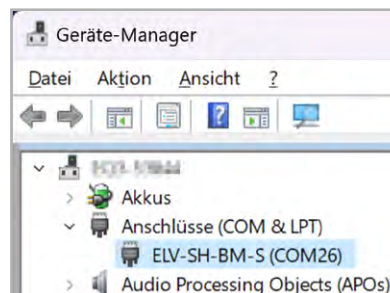 Geräte-Manager
Datei Aktion Ansicht ?
Akkus
Anschlüsse (COM & LPT)
ELV-SH-BM-S (COM26)
Audio Processing Objects (APOs)